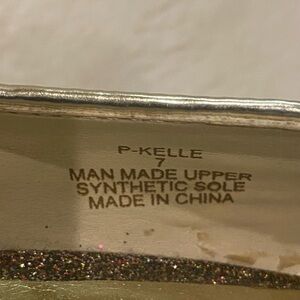 P-KELLE
7
MAN MADE UPPER
SYNTHETIC SOLE
MADE IN CHINA